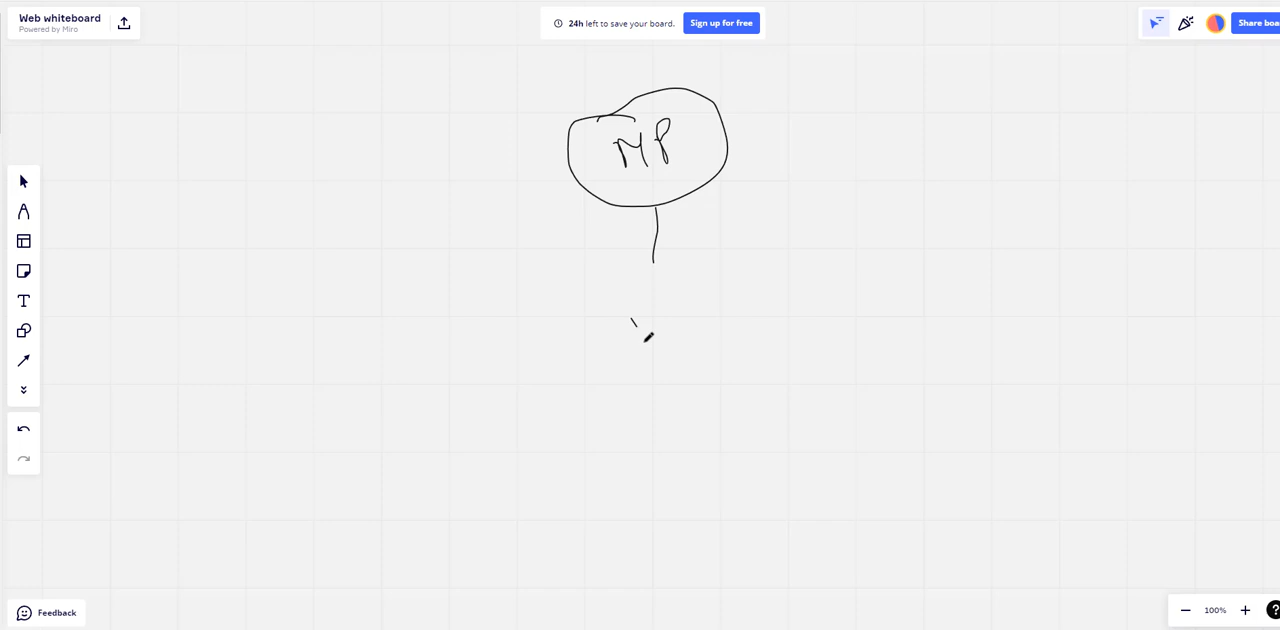 Web whiteboard
Powered by Miro
24h left to save your board.
Sign up for free
Share boa
MP
100%
?
Feedback